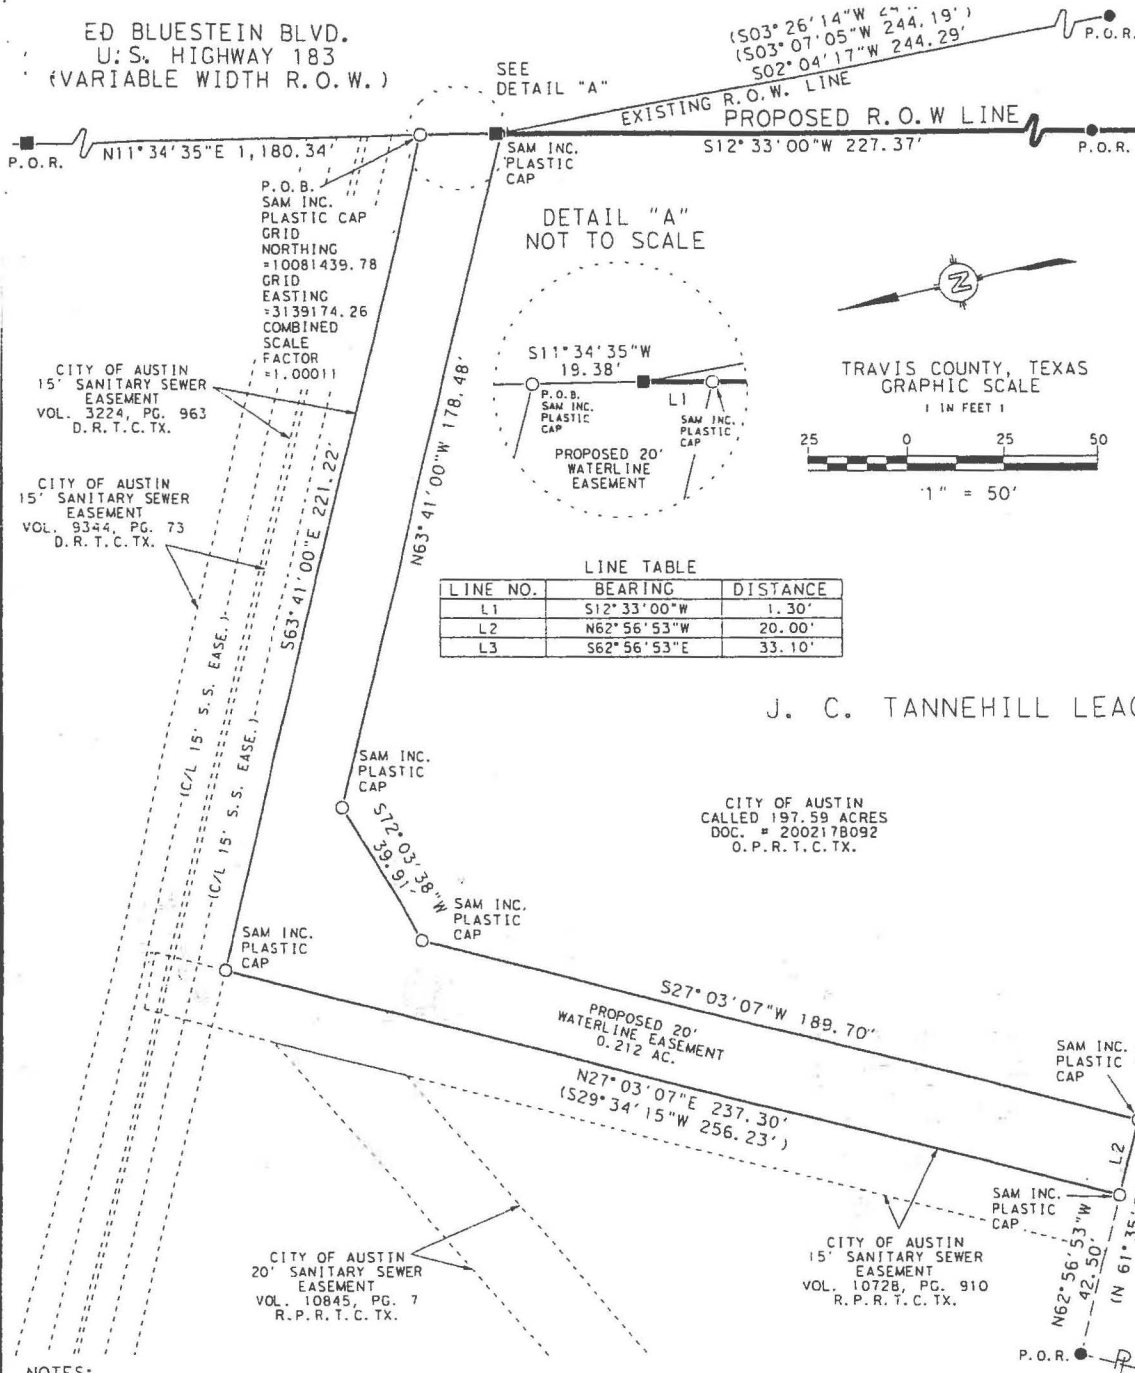 ED BLUESTEIN BLVD.
U.S. HIGHWAY 183
(VARIABLE WIDTH R.O.W.)
SEE
DETAIL "A"
(S03°26'14"W
(S03°07'05"W 244.19')
S02°04'17"W 244.29'
EXISTING R.O.W. LINE
P.O.R.
PROPOSED R.O.W LINE
S12°33'00"W 227.37'
P.O.R.
P.O.R.
N11°34'35"E 1,180.34'
SAM INC.
PLASTIC
CAP
P.O.B.
SAM INC.
PLASTIC CAP
GRID
NORTHING
=10081439.78
GRID
EASTING
=3139174.26
COMBINED
SCALE
FACTOR
=1.00011
DETAIL "A"
NOT TO SCALE
S11°34'35"W
19.38'
P.O.B.
SAM INC.
PLASTIC
CAP
L1
SAM INC.
PLASTIC
CAP
PROPOSED 20'
WATERLINE
EASEMENT
N
TRAVIS COUNTY, TEXAS
GRAPHIC SCALE
( IN FEET )
25 0 25 50
1" = 50'
CITY OF AUSTIN
15' SANITARY SEWER
EASEMENT
VOL. 3224, PG. 963
D.R.T.C.TX.
CITY OF AUSTIN
15' SANITARY SEWER
EASEMENT
VOL. 9344, PG. 73
D.R.T.C.TX.
S63°41'00"E 221.22'
N63°41'00"W 178.48'
(C/L 15' S.S. EASE.)
(C/L 15' S.S. EASE.)
LINE TABLE
LINE NO. BEARING DISTANCE
L1 S12°33'00"W 1.30'
L2 N62°56'53"W 20.00'
L3 S62°56'53"E 33.10'
J. C. TANNEHILL LEAG
SAM INC.
PLASTIC
CAP
S72°03'38"W
39.91'
CITY OF AUSTIN
CALLED 197.59 ACRES
DOC. # 2002178092
O.P.R.T.C.TX.
SAM INC.
PLASTIC
CAP
SAM INC.
PLASTIC
CAP
S27°03'07"W 189.70'
PROPOSED 20'
WATERLINE EASEMENT
0.212 AC.
N27°03'07"E 237.30'
(S29°34'15"W 256.23')
SAM INC.
PLASTIC
CAP
L2
SAM INC.
PLASTIC
CAP
CITY OF AUSTIN
20' SANITARY SEWER
EASEMENT
VOL. 10845, PG. 7
R.P.R.T.C.TX.
CITY OF AUSTIN
15' SANITARY SEWER
EASEMENT
VOL. 10728, PG. 910
R.P.R.T.C.TX.
N62°56'53"W
42.50'
(N 61°35'
P.O.R.
NOTES: